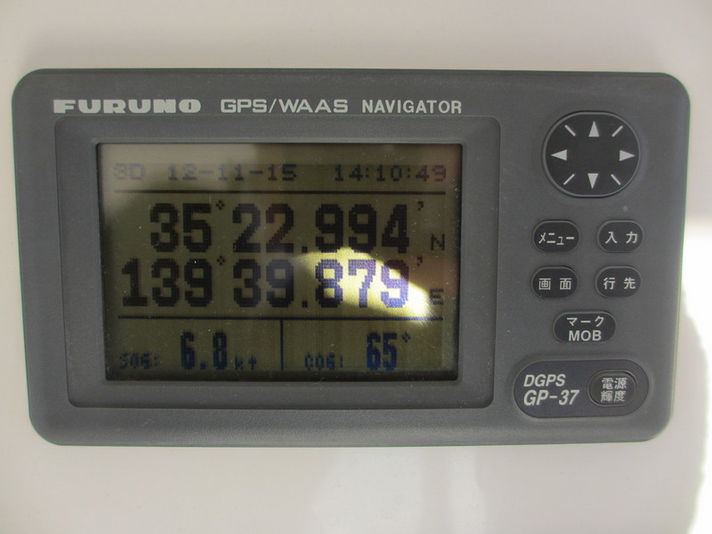 FURUNO GPS/WAAS NAVIGATOR
3D 12-11-15 14:10:49
35°22.994' N
139°39.879' E
SOG: 6.8kt COG: 65°
メニュー 入力
画面 行先
マーク
MOB
DGPS
GP-37
電源
輝度